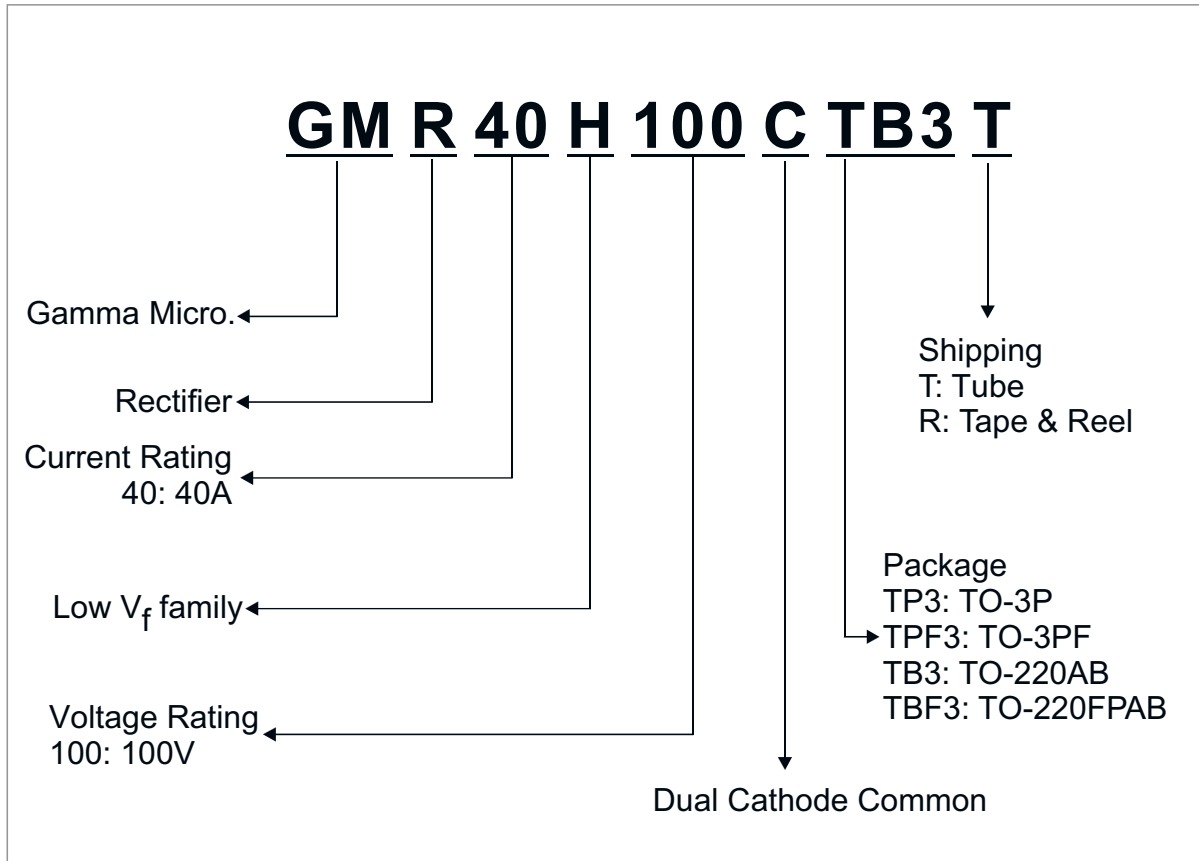 GM R 40 H 100 C TB3 T
Gamma Micro.
Rectifier
Current Rating
40: 40A
Low Vf family
Voltage Rating
100: 100V
Dual Cathode Common
Package
TP3: TO-3P
TPF3: TO-3PF
TB3: TO-220AB
TBF3: TO-220FPAB
Shipping
T: Tube
R: Tape & Reel